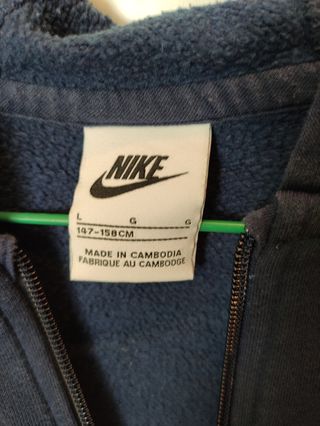 NIKE
L G G
147-158CM
MADE IN CAMBODIA
FABRIQUE AU CAMBODGE